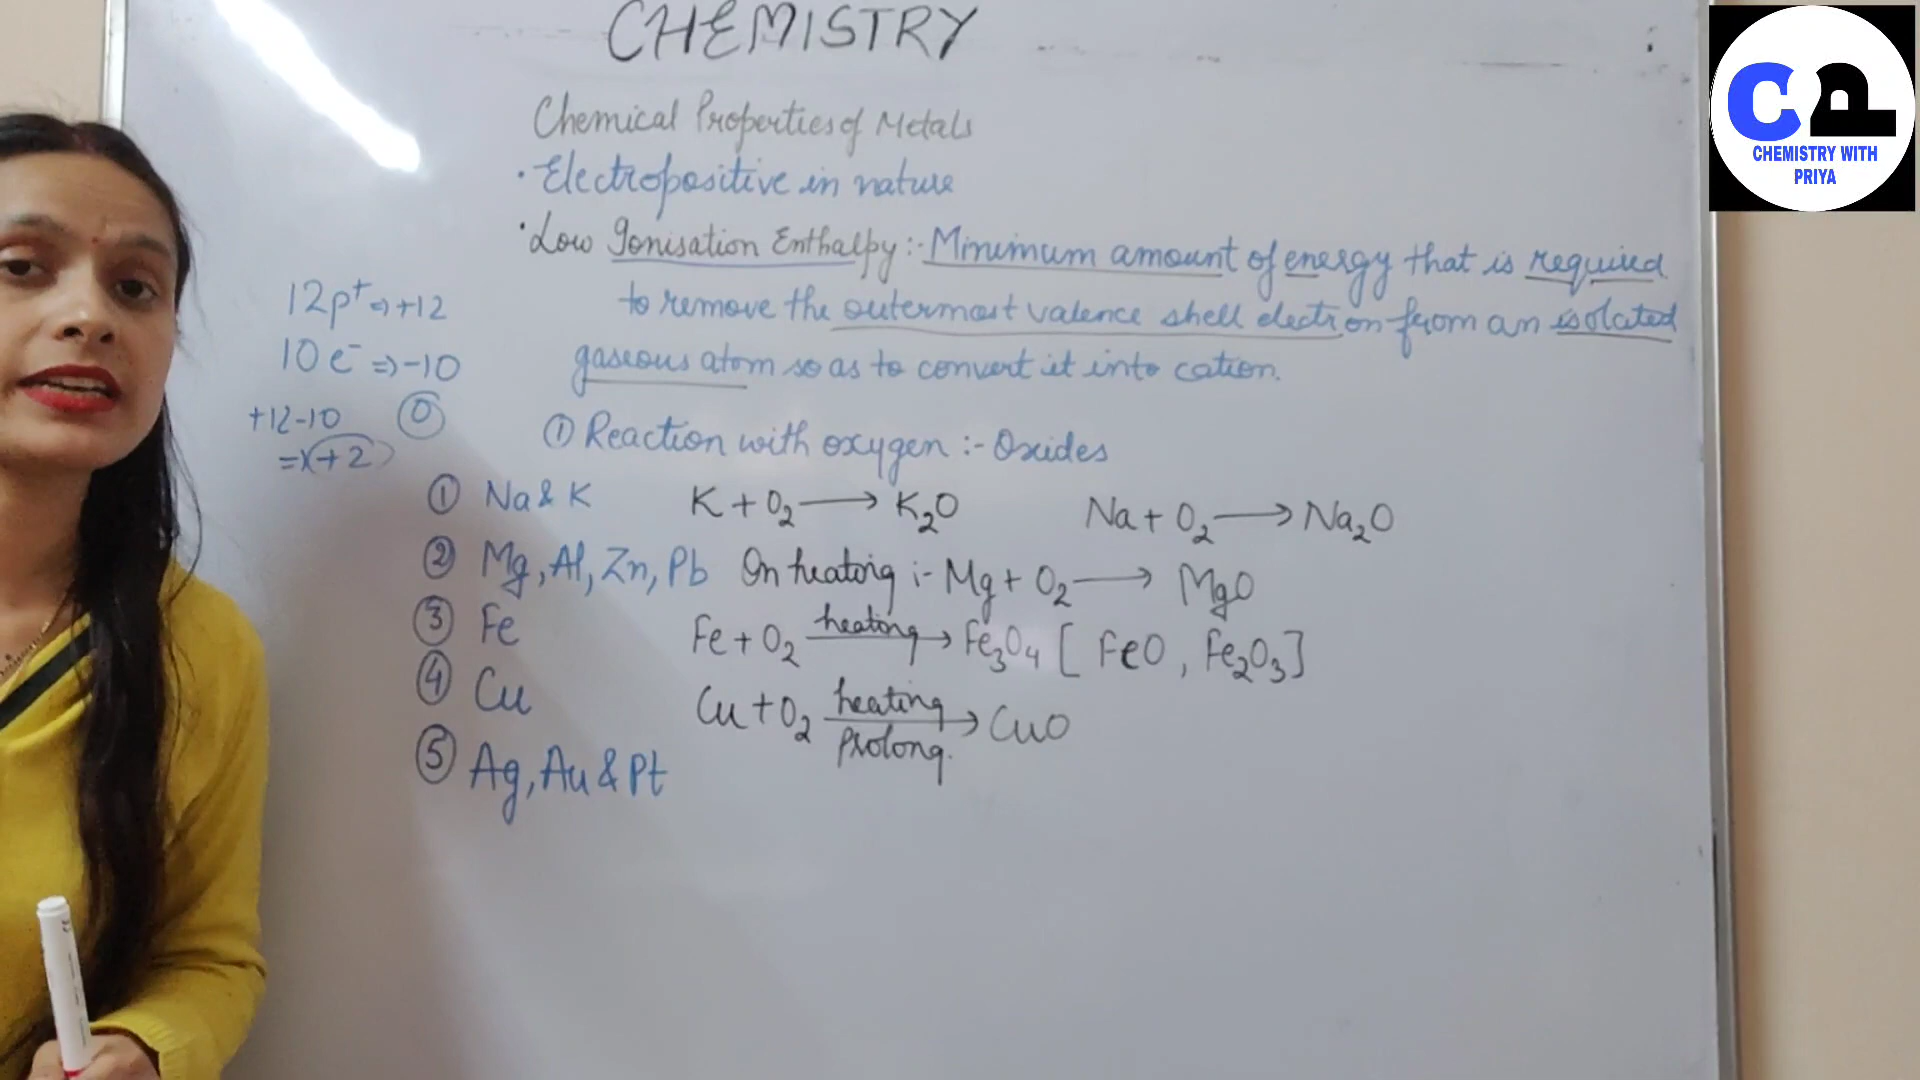 CHEMISTRY
CP
CHEMISTRY WITH
PRIYA
Chemical Properties of Metals
· Electropositive in nature
· Low Ionisation Enthalpy :- Minimum amount of energy that is required
to remove the outermost valence shell electron from an isolated
gaseous atom so as to convert it into cation.
12p⁺ ⇒ +12
10e⁻ ⇒ -10
+12-10 0
= +2
① Reaction with oxygen :- Oxides
① Na & K K + O₂ ⟶ K₂O Na + O₂ ⟶ Na₂O
② Mg, Al, Zn, Pb On heating :- Mg + O₂ ⟶ MgO
③ Fe Fe + O₂ heating ⟶ Fe₃O₄ [ FeO , Fe₂O₃ ]
④ Cu Cu + O₂ heating ⟶ CuO
prolong.
⑤ Ag, Au & Pt